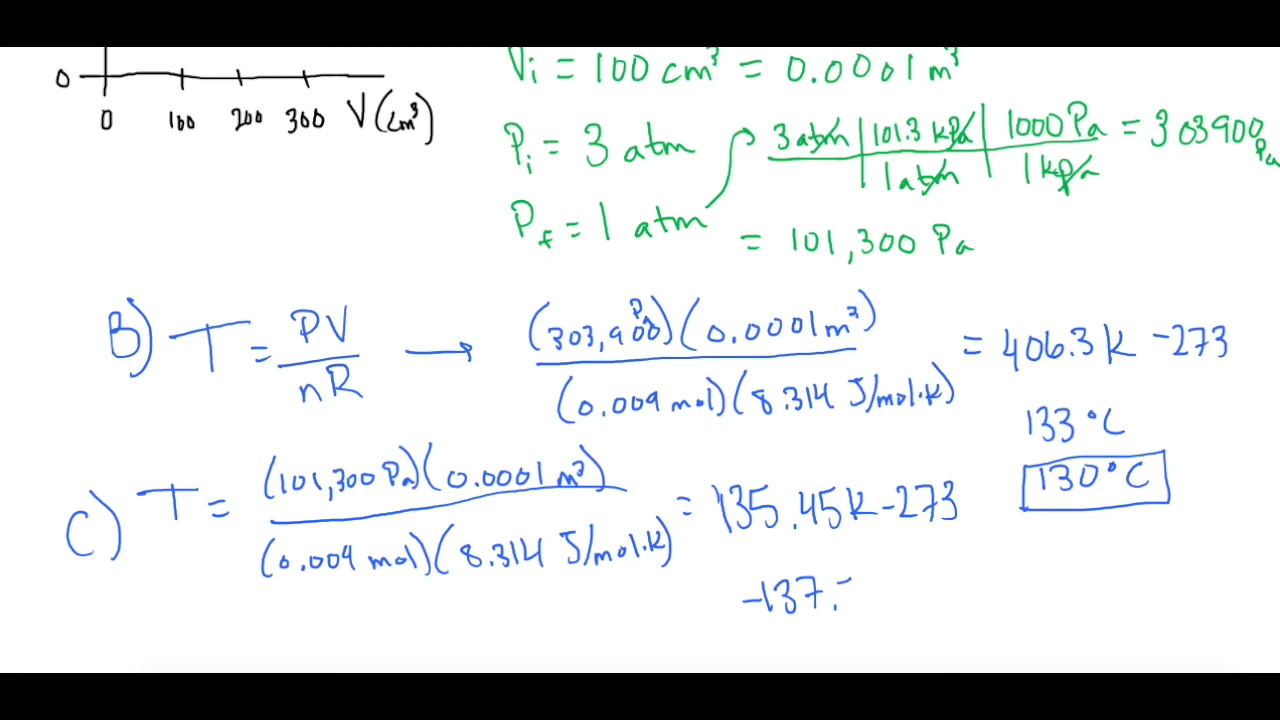 0
0 100 200 300 V(cm³)
Vi = 100 cm³ = 0.0001 m³
Pi = 3 atm
3 atm | 101.3 kPa | 1000 Pa = 303900 Pa
1 atm | 1 kPa
Pf = 1 atm = 101,300 Pa
B) T = PV/nR → (303,900 Pa)(0.0001 m³)/(0.009 mol)(8.314 J/mol·K) = 406.3 K - 273
133 °C
130 °C
C) T = (101,300 Pa)(0.0001 m³)/(0.009 mol)(8.314 J/mol·K) = 135.45 K - 273
-137.